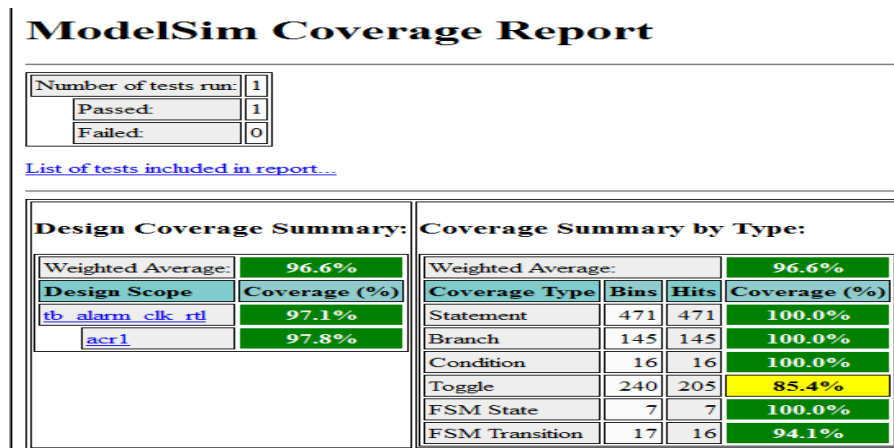 ModelSim Coverage Report
Number of tests run: 1
Passed: 1
Failed: 0
List of tests included in report...
Design Coverage Summary:
Weighted Average: 96.6%
Design Scope Coverage (%)
tb_alarm_clk_rtl 97.1%
acr1 97.8%
Coverage Summary by Type:
Weighted Average: 96.6%
Coverage Type Bins Hits Coverage (%)
Statement 471 471 100.0%
Branch 145 145 100.0%
Condition 16 16 100.0%
Toggle 240 205 85.4%
FSM State 7 7 100.0%
FSM Transition 17 16 94.1%